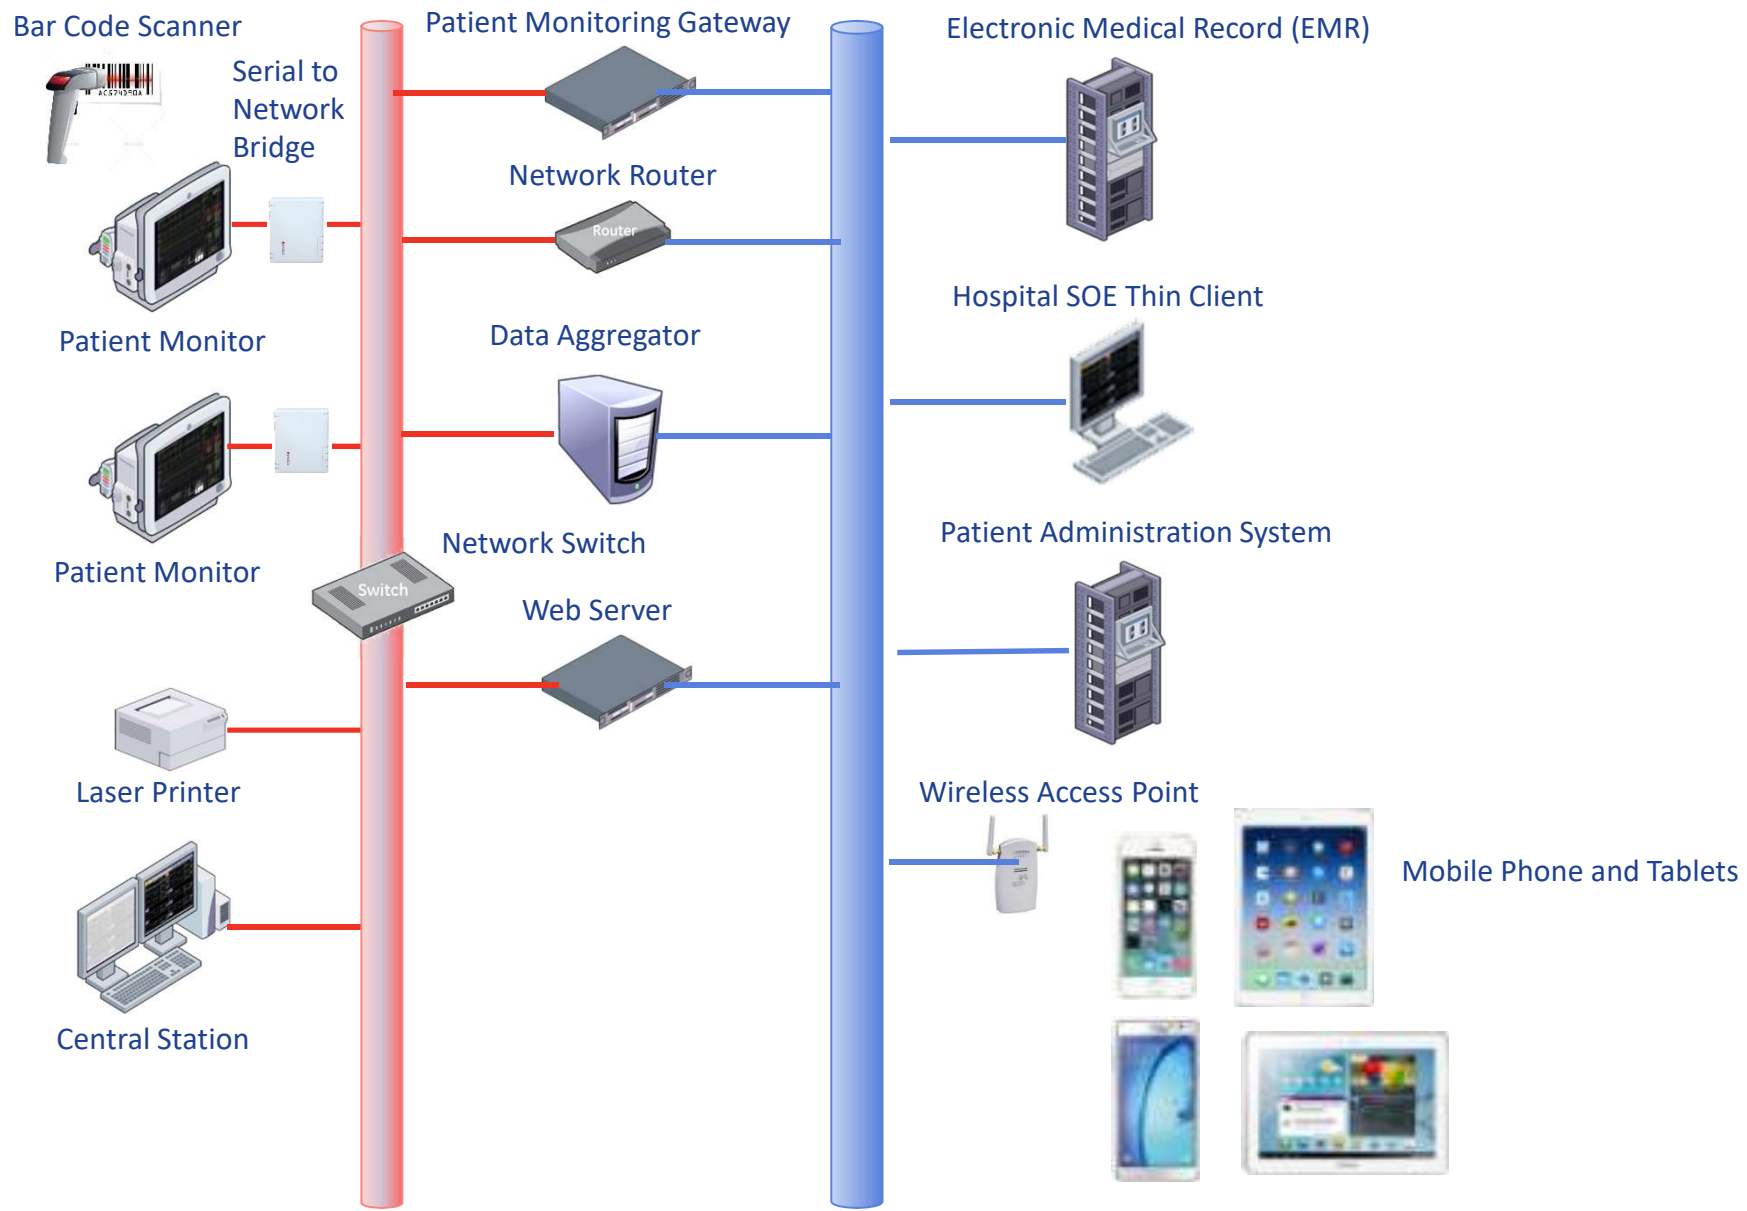 Bar Code Scanner
Patient Monitoring Gateway
Electronic Medical Record (EMR)
Serial to
Network
Bridge
Network Router
Router
Hospital SOE Thin Client
Patient Monitor
Data Aggregator
Patient Administration System
Network Switch
Patient Monitor
Switch
Web Server
Laser Printer
Wireless Access Point
Mobile Phone and Tablets
Central Station